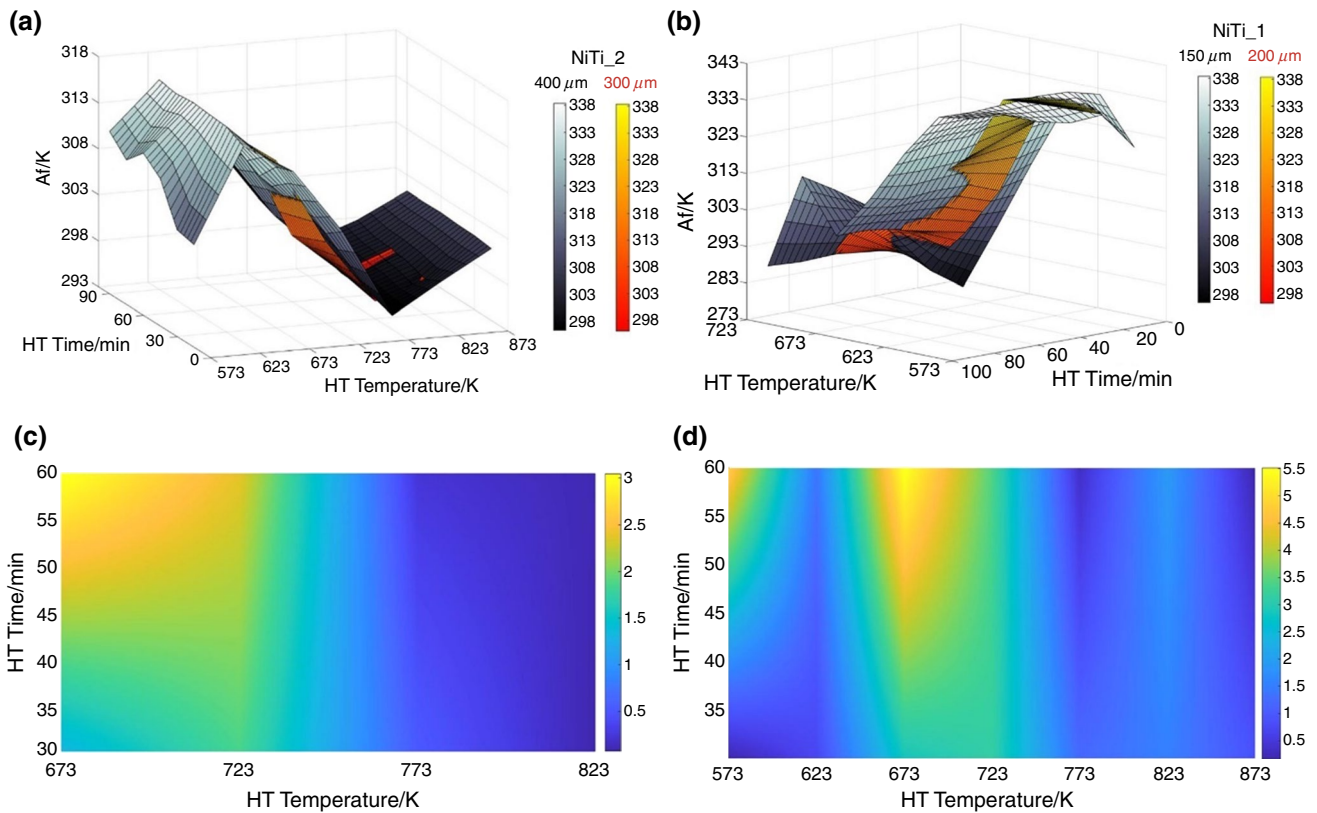 (a)
318
313
308
303
298
293
Af/K
90
60
30
0
HT Time/min
573 623 673 723 773 823 873
HT Temperature/K
NiTi_2
400 μm 300 μm
338 338
333 333
328 328
323 323
318 318
313 313
308 308
303 303
298 298
(b)
343
333
323
313
303
293
283
273
Af/K
723 673 623 573
HT Temperature/K
100 80 60 40 20 0
HT Time/min
NiTi_1
150 μm 200 μm
338 338
333 333
328 328
323 323
318 318
313 313
308 308
303 303
298 298
(c)
60
55
50
45
40
35
30
HT Time/min
673 723 773 823
HT Temperature/K
3
2.5
2
1.5
1
0.5
(d)
60
55
50
45
40
35
HT Time/min
573 623 673 723 773 823 873
HT Temperature/K
5.5
5
4.5
4
3.5
3
2.5
2
1.5
1
0.5